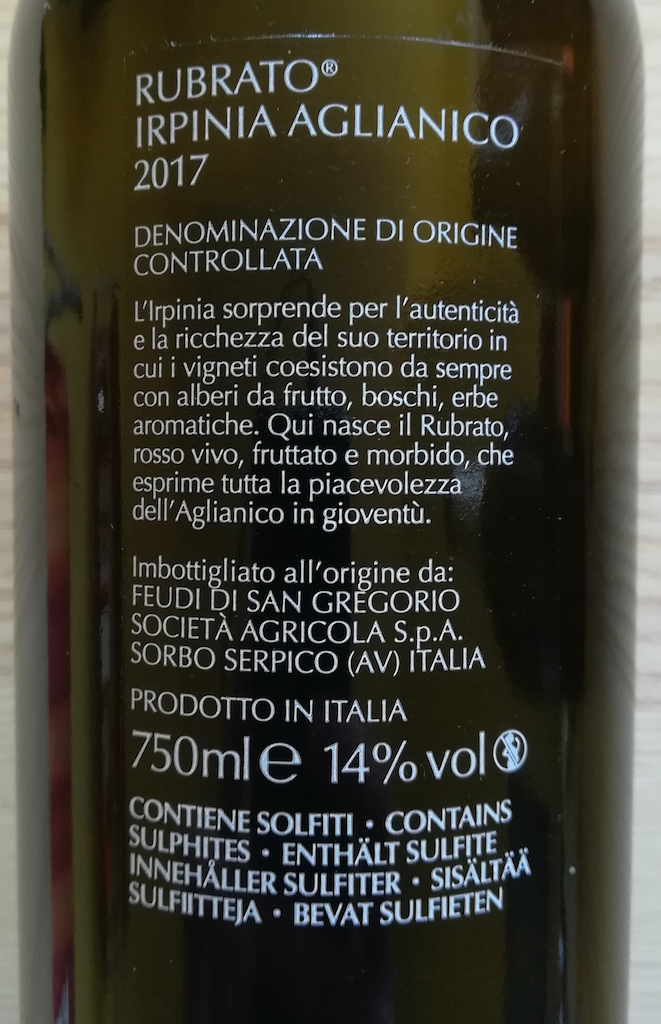 RUBRATO®
IRPINIA AGLIANICO
2017
DENOMINAZIONE DI ORIGINE
CONTROLLATA
L'Irpinia sorprende per l'autenticità
e la ricchezza del suo territorio in
cui i vigneti coesistono da sempre
con alberi da frutto, boschi, erbe
aromatiche. Qui nasce il Rubrato,
rosso vivo, fruttato e morbido, che
esprime tutta la piacevolezza
dell'Aglianico in gioventù.
Imbottigliato all'origine da:
FEUDI DI SAN GREGORIO
SOCIETÀ AGRICOLA S.p.A.
SORBO SERPICO (AV) ITALIA
PRODOTTO IN ITALIA
750ml e 14% vol
CONTIENE SOLFITI · CONTAINS
SULPHITES · ENTHÄLT SULFITE
INNEHÅLLER SULFITER · SISÄLTÄÄ
SULFIITTEJA · BEVAT SULFIETEN